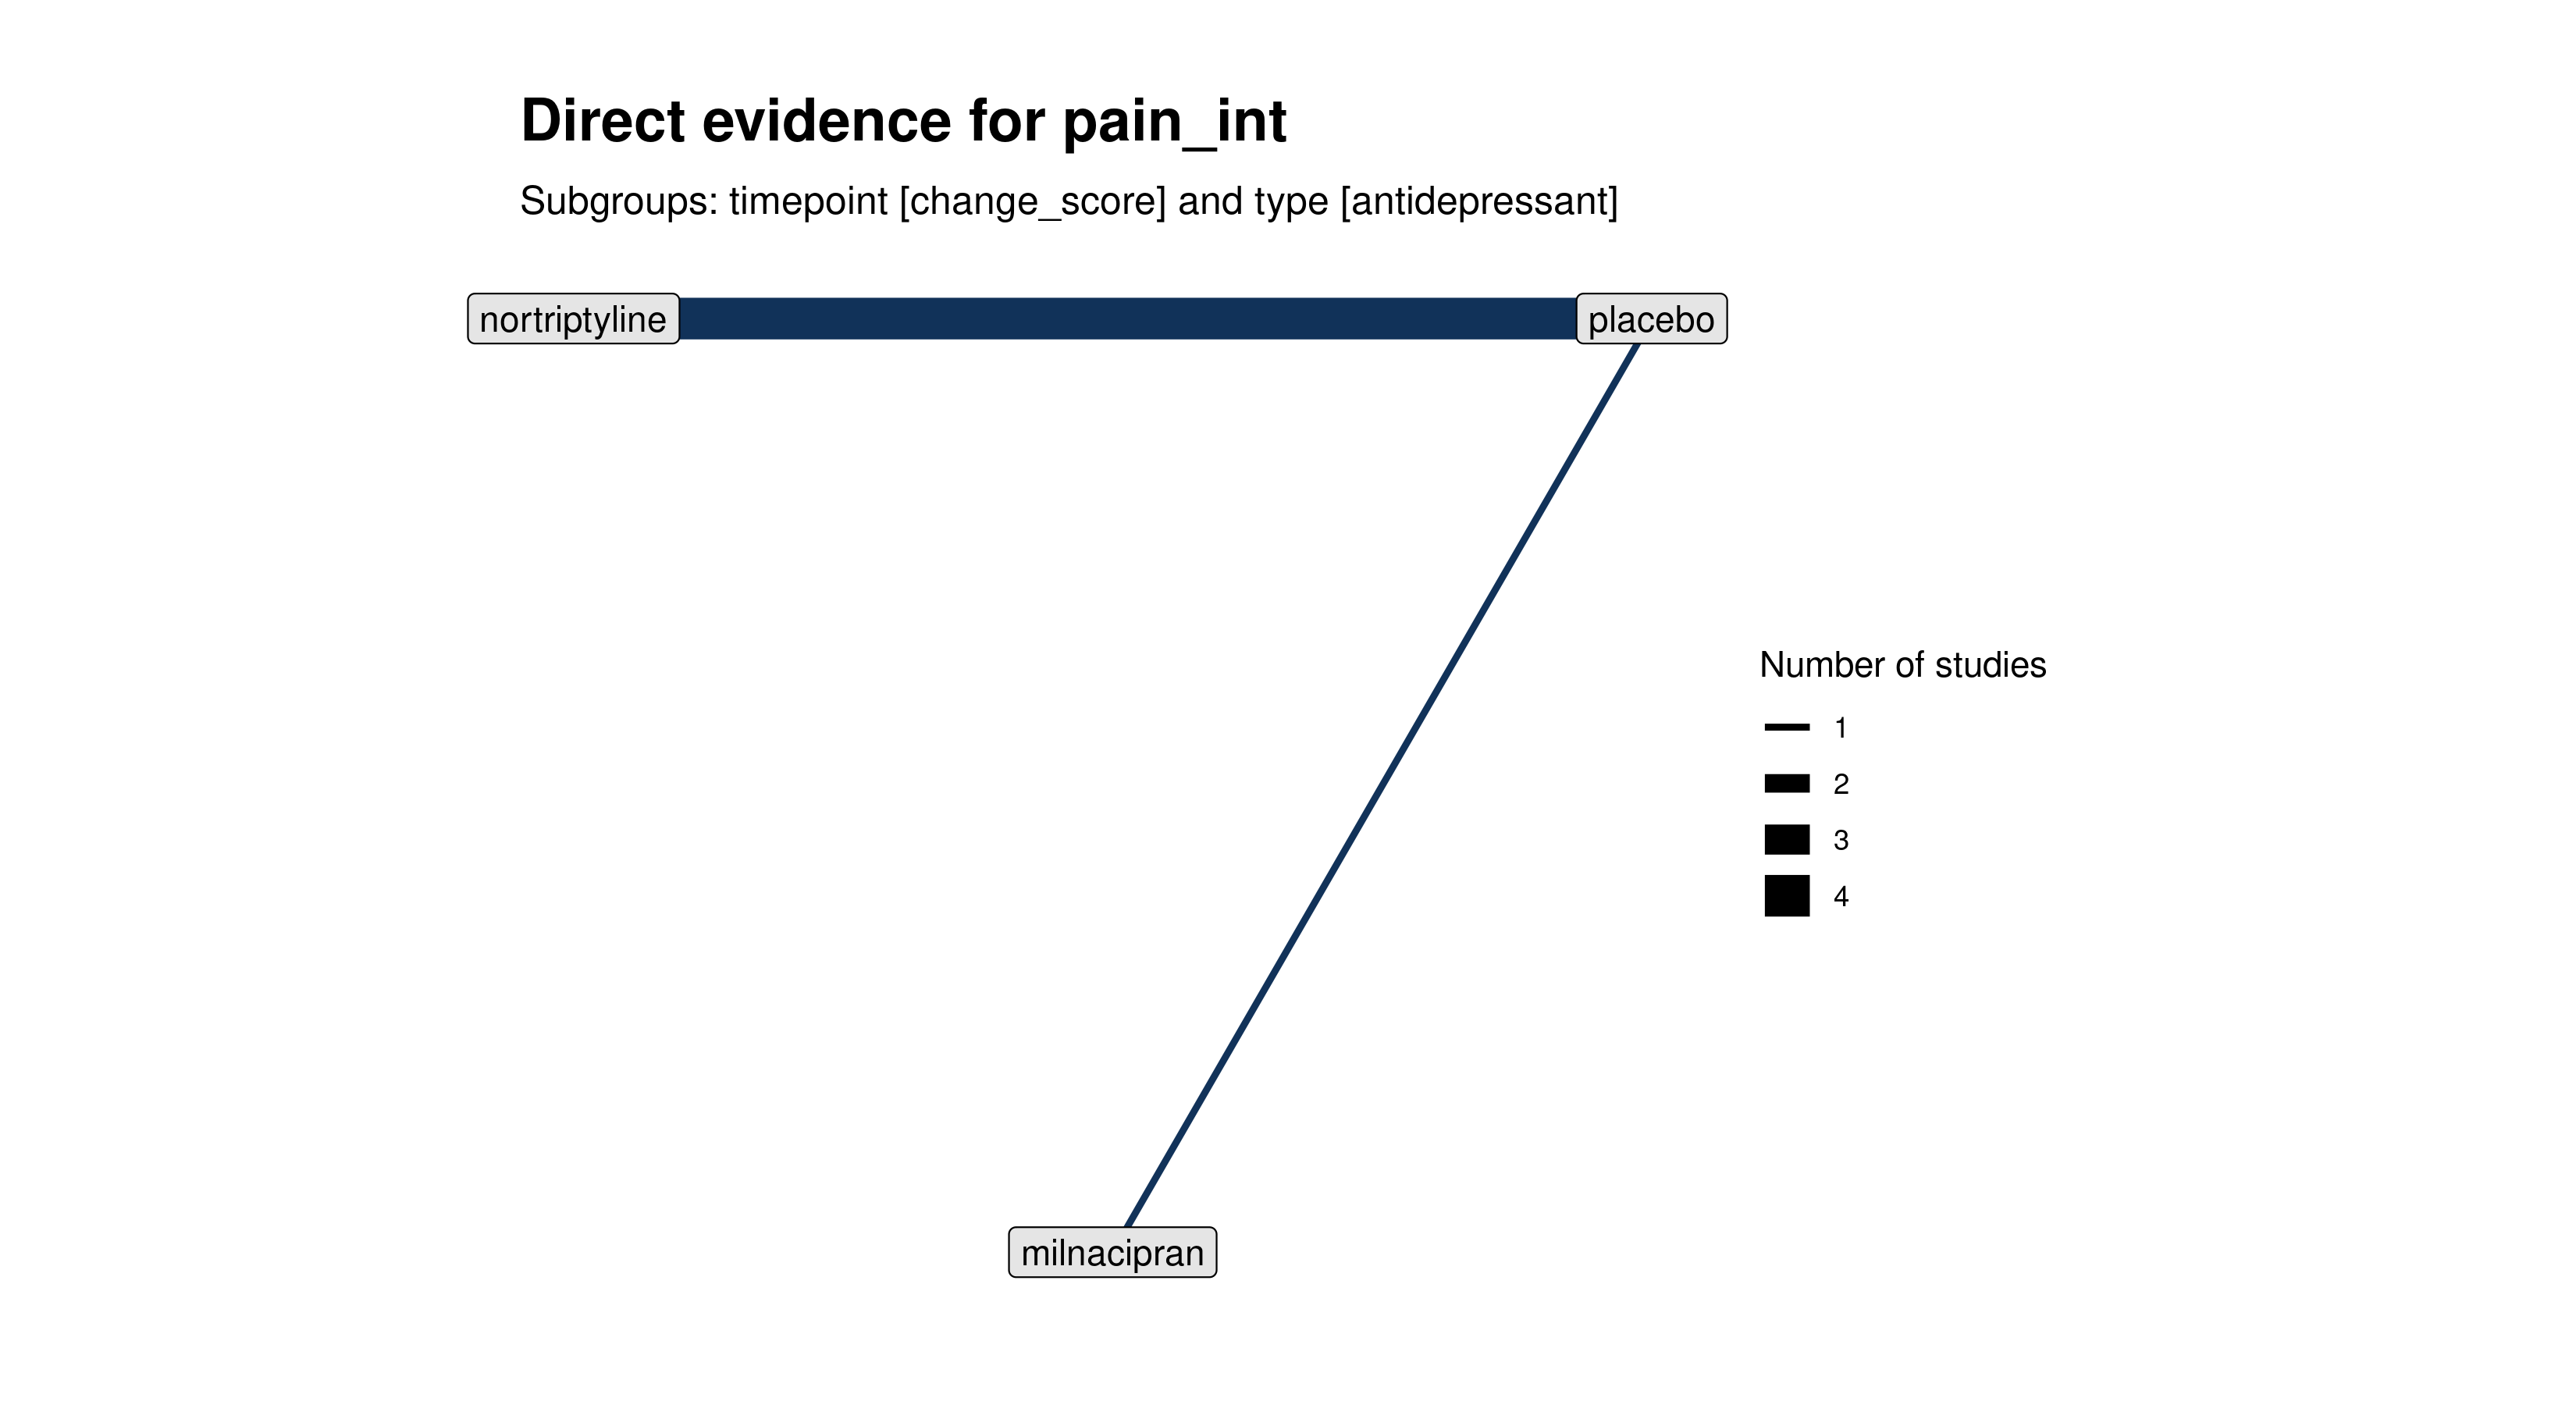 Direct evidence for pain_int
Subgroups: timepoint [change_score] and type [antidepressant]
nortriptyline
placebo
Number of studies
1
2
3
4
milnacipran